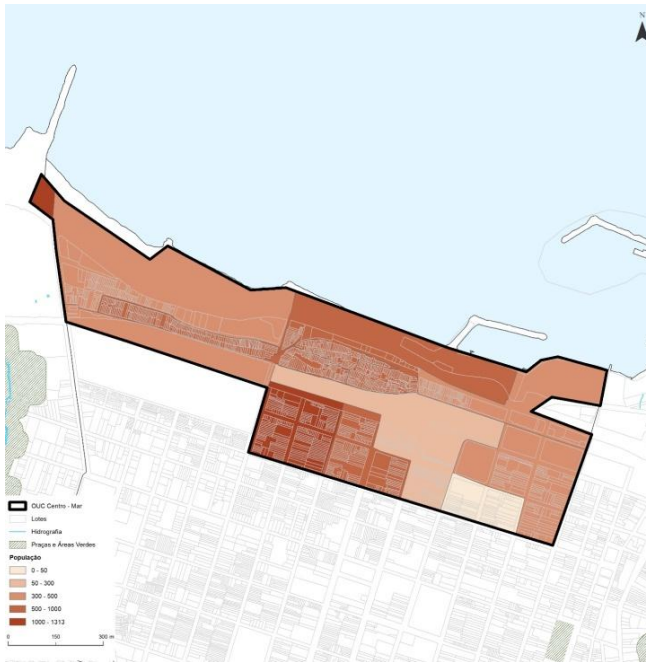 N
OUC Centro - Mar
Lotes
Hidrografia
Praças e Áreas Verdes
População
0 - 50
50 - 300
300 - 500
500 - 1000
1000 - 1313
0 150 300 m